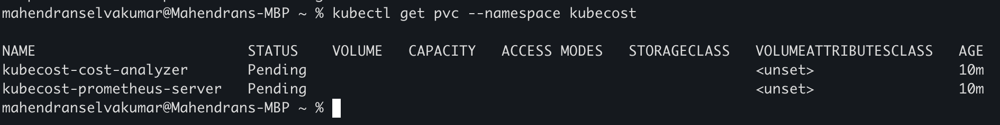 mahendranselvakumar@Mahendrans-MBP ~ % kubectl get pvc --namespace kubecost
NAME STATUS VOLUME CAPACITY ACCESS MODES STORAGECLASS VOLUMEATTRIBUTESCLASS AGE
kubecost-cost-analyzer Pending <unset> 10m
kubecost-prometheus-server Pending <unset> 10m
mahendranselvakumar@Mahendrans-MBP ~ %